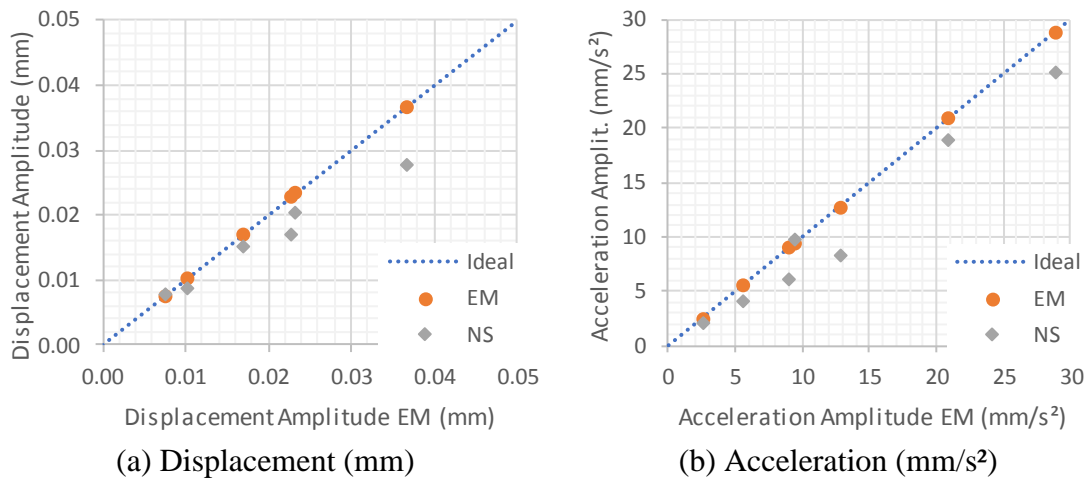 Displacement Amplitude (mm)
0.05
0.04
0.03
0.02
0.01
0.00
0.00 0.01 0.02 0.03 0.04 0.05
Displacement Amplitude EM (mm)
Ideal
EM
NS
(a) Displacement (mm)
Acceleration Amplit. (mm/s²)
30
25
20
15
10
5
0
0 5 10 15 20 25 30
Acceleration Amplitude EM (mm/s²)
Ideal
EM
NS
(b) Acceleration (mm/s²)